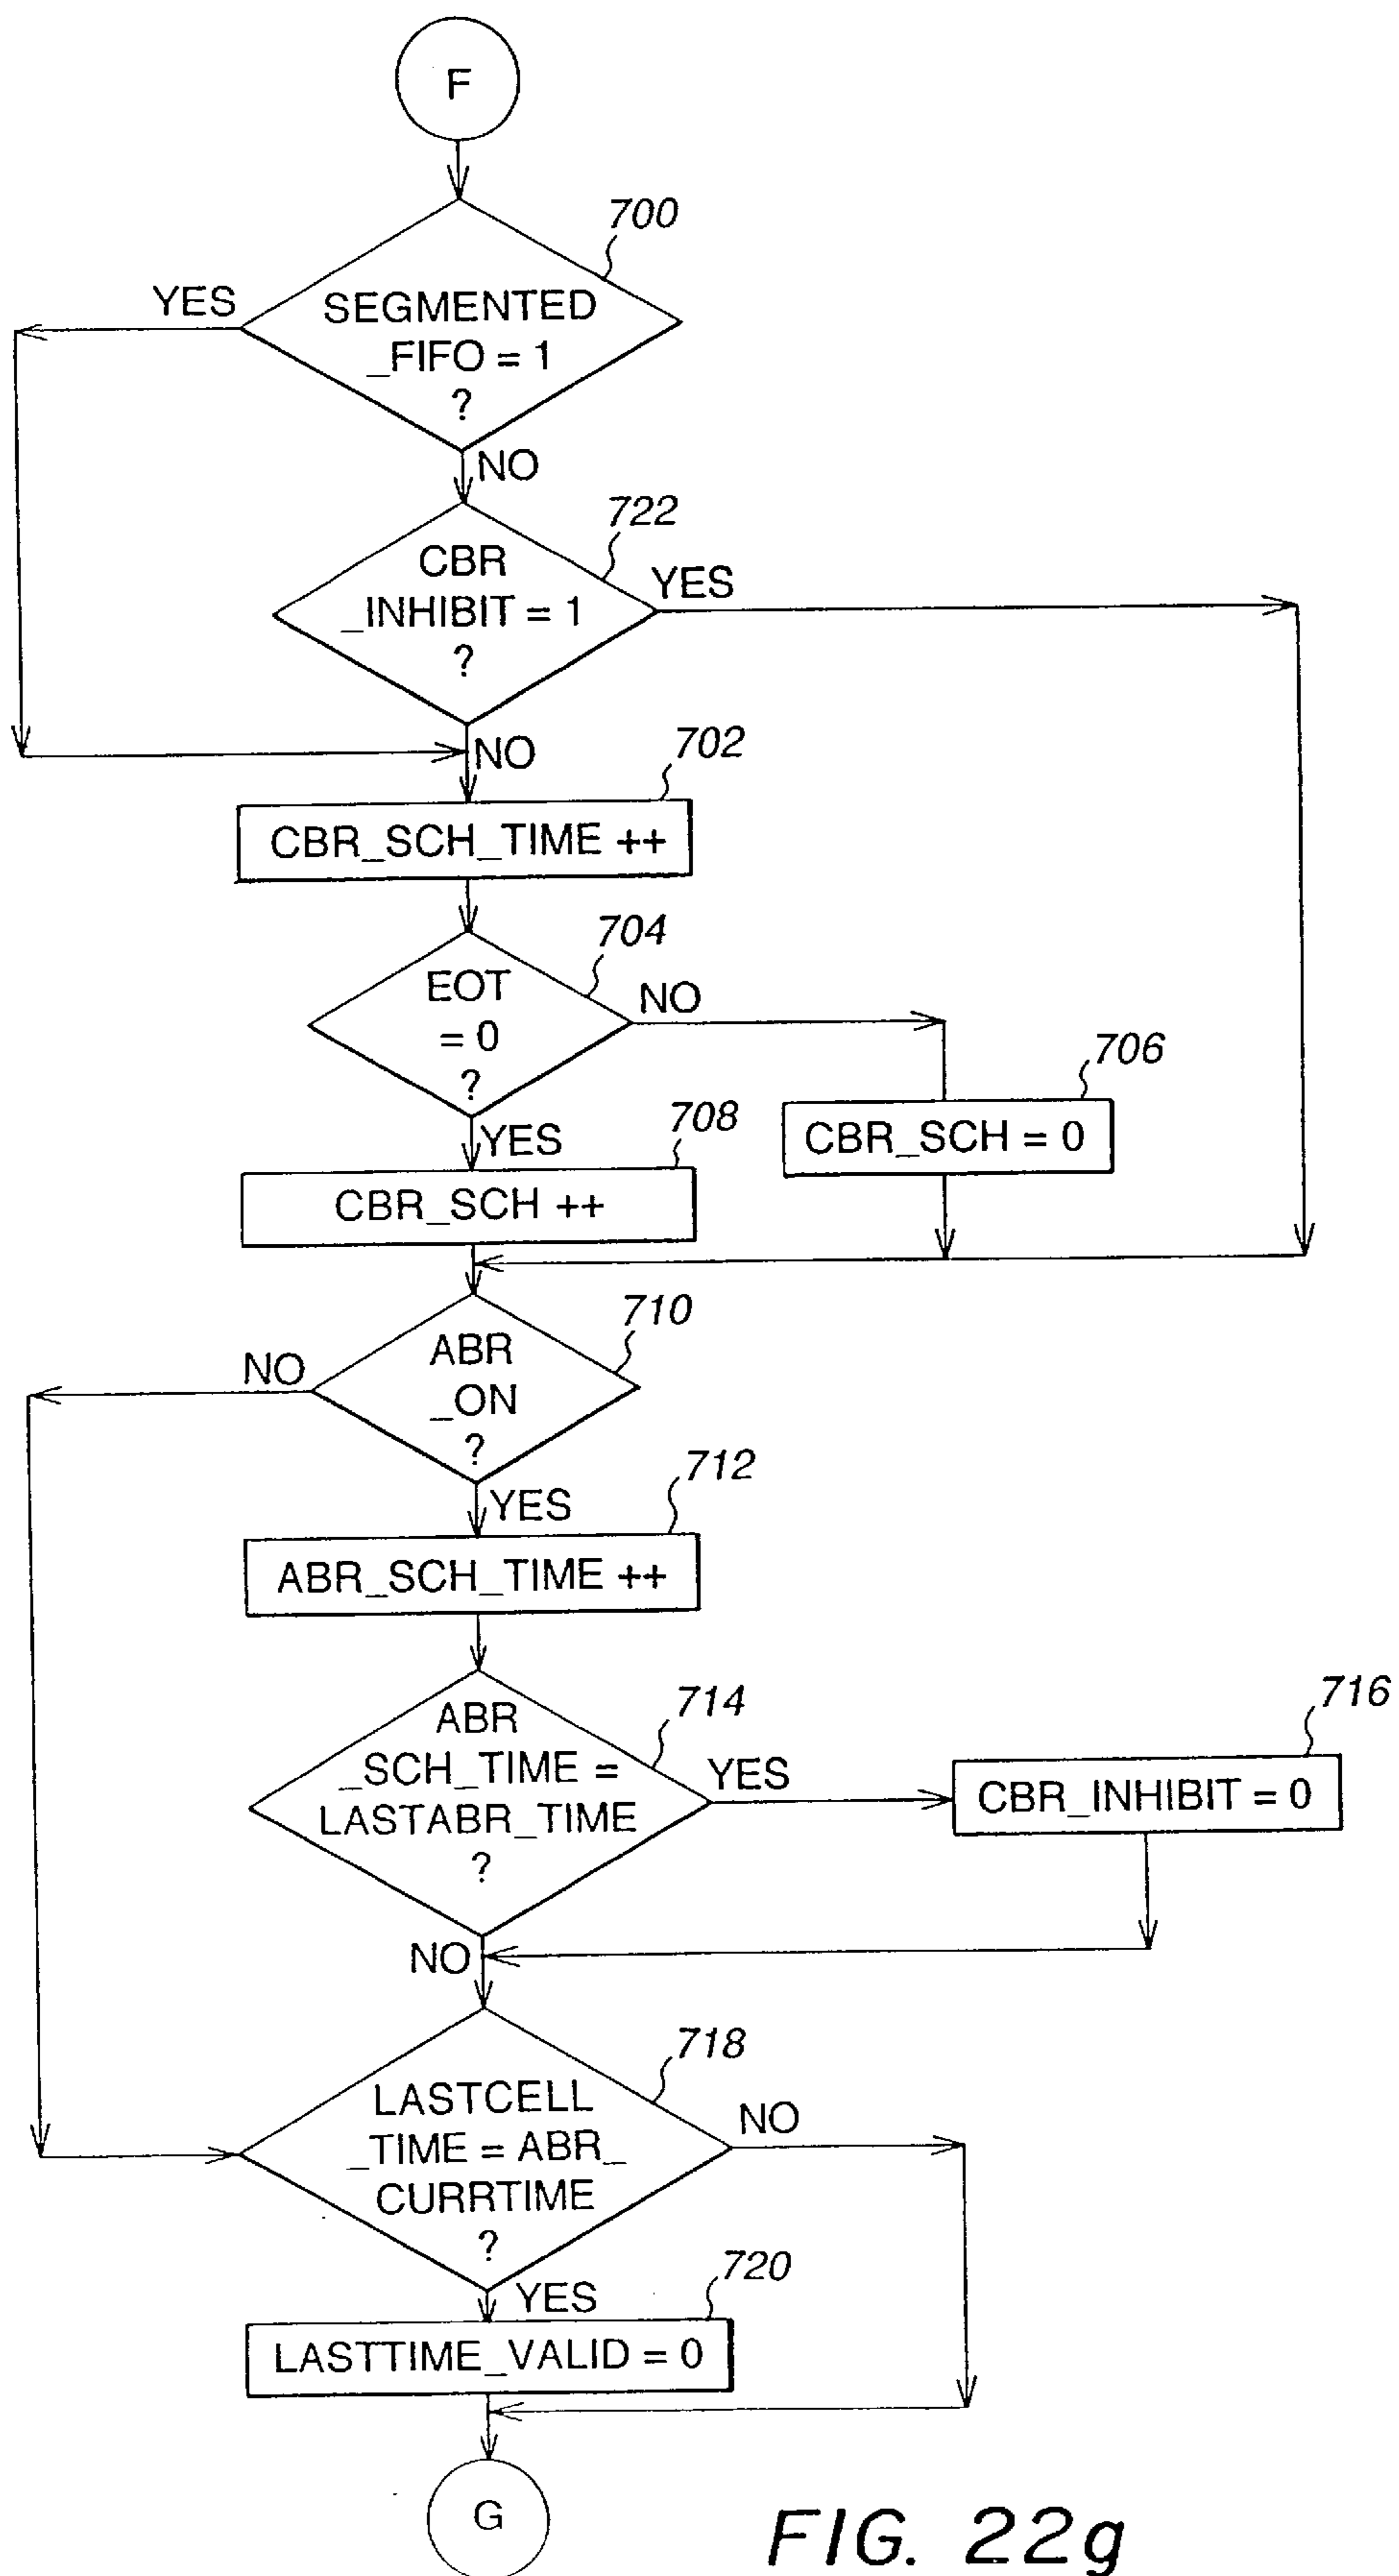 F
700
YES
SEGMENTED
_FIFO = 1
?
NO
722
CBR
_INHIBIT = 1
?
YES
NO
702
CBR_SCH_TIME ++
704
EOT
= 0
?
NO
706
CBR_SCH = 0
YES
708
CBR_SCH ++
710
ABR
_ON
?
NO
YES
712
ABR_SCH_TIME ++
714
ABR
_SCH_TIME =
LASTABR_TIME
?
YES
716
CBR_INHIBIT = 0
NO
718
LASTCELL
_TIME = ABR_
CURRTIME
?
NO
YES
720
LASTTIME_VALID = 0
G
FIG. 22g